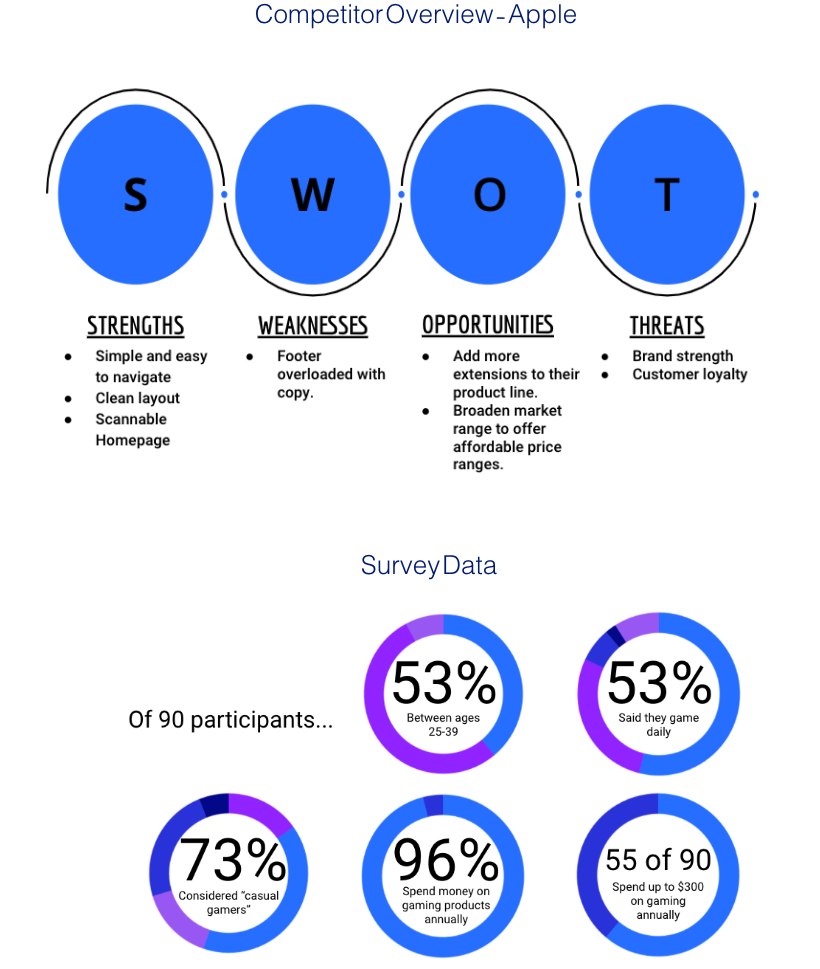 Competitor Overview - Apple
S
W
O
T
STRENGTHS
● Simple and easy
to navigate
● Clean layout
● Scannable
Homepage
WEAKNESSES
● Footer
overloaded with
copy.
OPPORTUNITIES
● Add more
extensions to their
product line.
● Broaden market
range to offer
affordable price
ranges.
THREATS
● Brand strength
● Customer loyalty
Survey Data
Of 90 participants...
53%
Between ages
25-39
53%
Said they game
daily
73%
Considered “casual
gamers”
96%
Spend money on
gaming products
annually
55 of 90
Spend up to $300
on gaming
annually